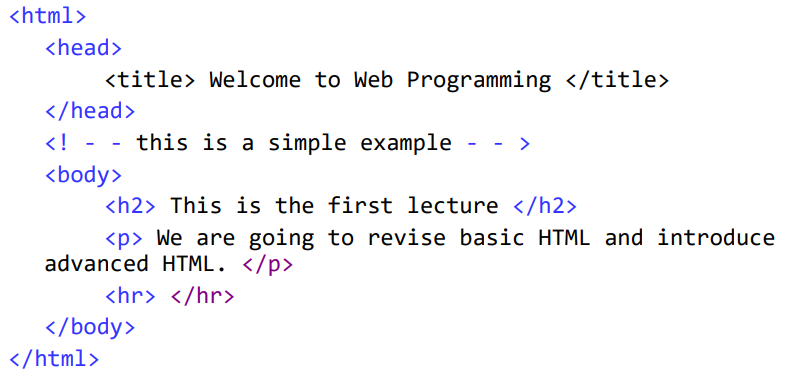 <html>
<head>
<title> Welcome to Web Programming </title>
</head>
<! - - this is a simple example - - >
<body>
<h2> This is the first lecture </h2>
<p> We are going to revise basic HTML and introduce
advanced HTML. </p>
<hr> </hr>
</body>
</html>